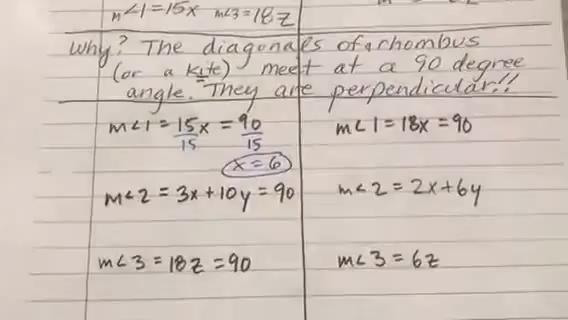 m∠1=15x m∠3=18z
Why? The diagonales of a rhombus
(or a kite) meet at a 90 degree
angle. They are perpendicular!!
m∠1 = 15x = 90
15 15
x=6
m∠2 = 3x+10y = 90
m∠3 = 18z = 90
m∠1 = 18x = 90
m∠2 = 2x+6y
m∠3 = 6z